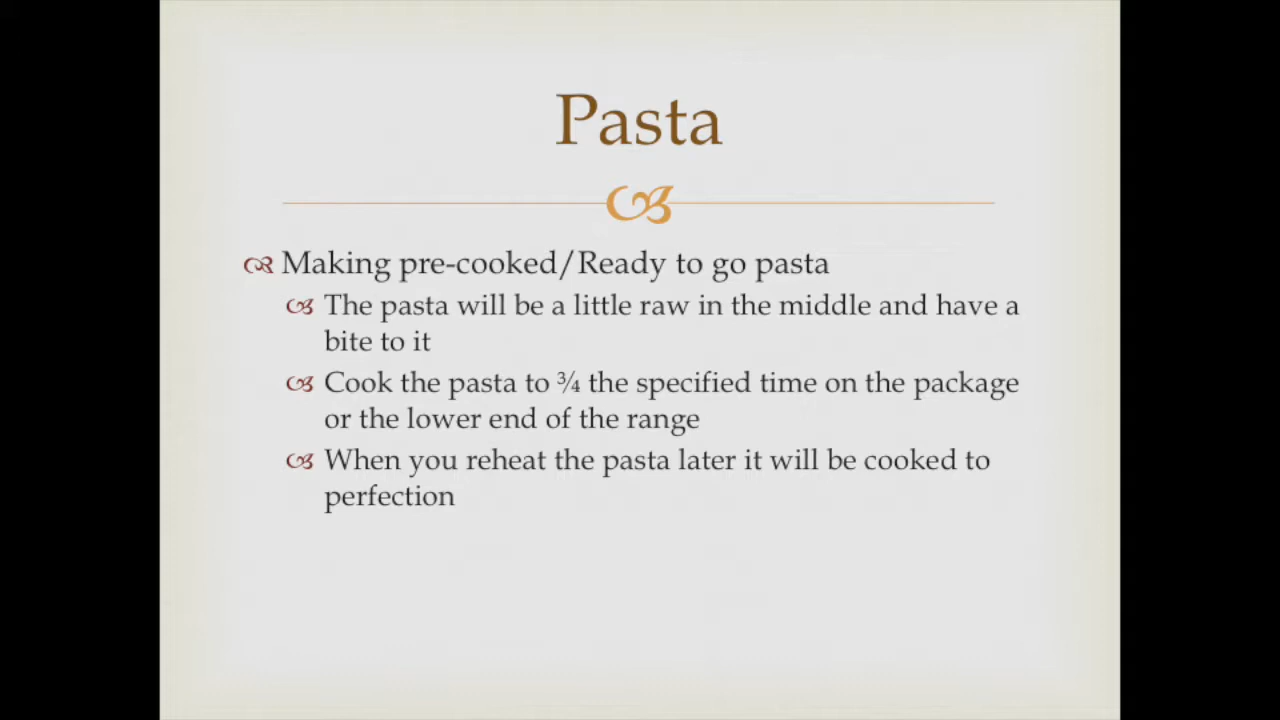 Pasta
Making pre-cooked/Ready to go pasta
The pasta will be a little raw in the middle and have a
bite to it
Cook the pasta to ¾ the specified time on the package
or the lower end of the range
When you reheat the pasta later it will be cooked to
perfection